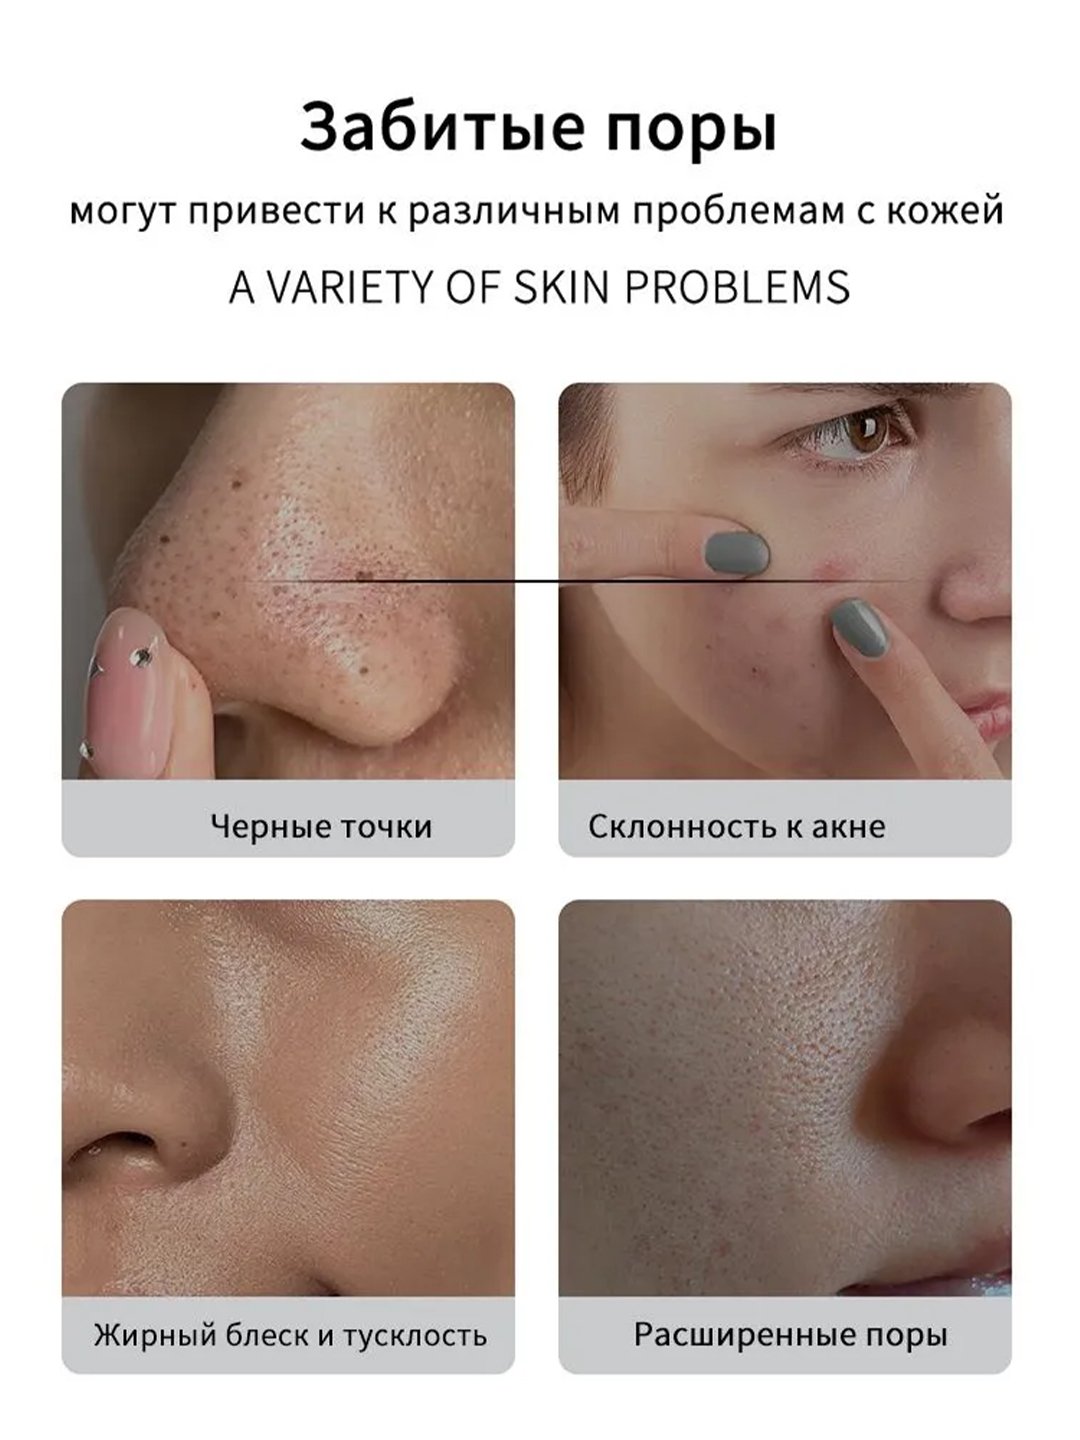 Забитые поры
могут привести к различным проблемам с кожей
A VARIETY OF SKIN PROBLEMS
Черные точки
Склонность к акне
Жирный блеск и тусклость
Расширенные поры